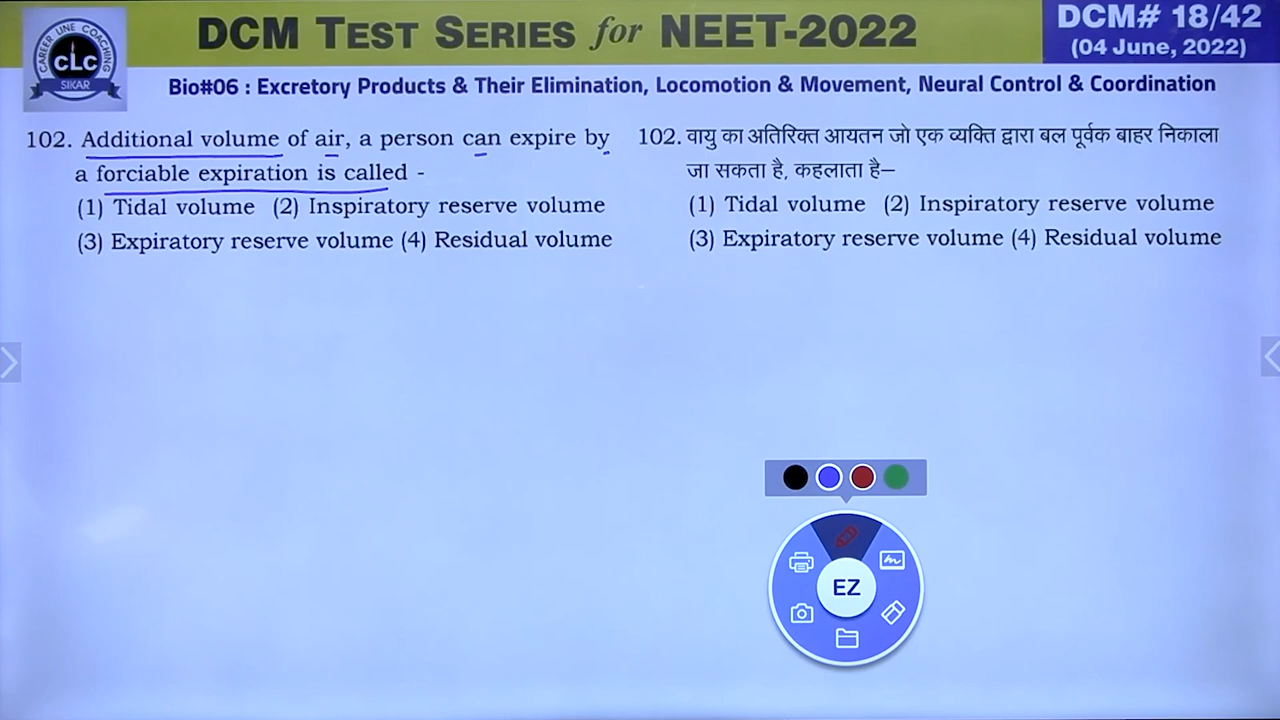 CAREER LINE COACHING
CLC
SIKAR
DCM TEST SERIES for NEET-2022
DCM# 18/42
(04 June, 2022)
Bio#06 : Excretory Products & Their Elimination, Locomotion & Movement, Neural Control & Coordination
102. Additional volume of air, a person can expire by
a forciable expiration is called -
(1) Tidal volume (2) Inspiratory reserve volume
(3) Expiratory reserve volume (4) Residual volume
102. वायु का अतिरिक्त आयतन जो एक व्यक्ति द्वारा बल पूर्वक बाहर निकाला
जा सकता है, कहलाता है–
(1) Tidal volume (2) Inspiratory reserve volume
(3) Expiratory reserve volume (4) Residual volume
EZ